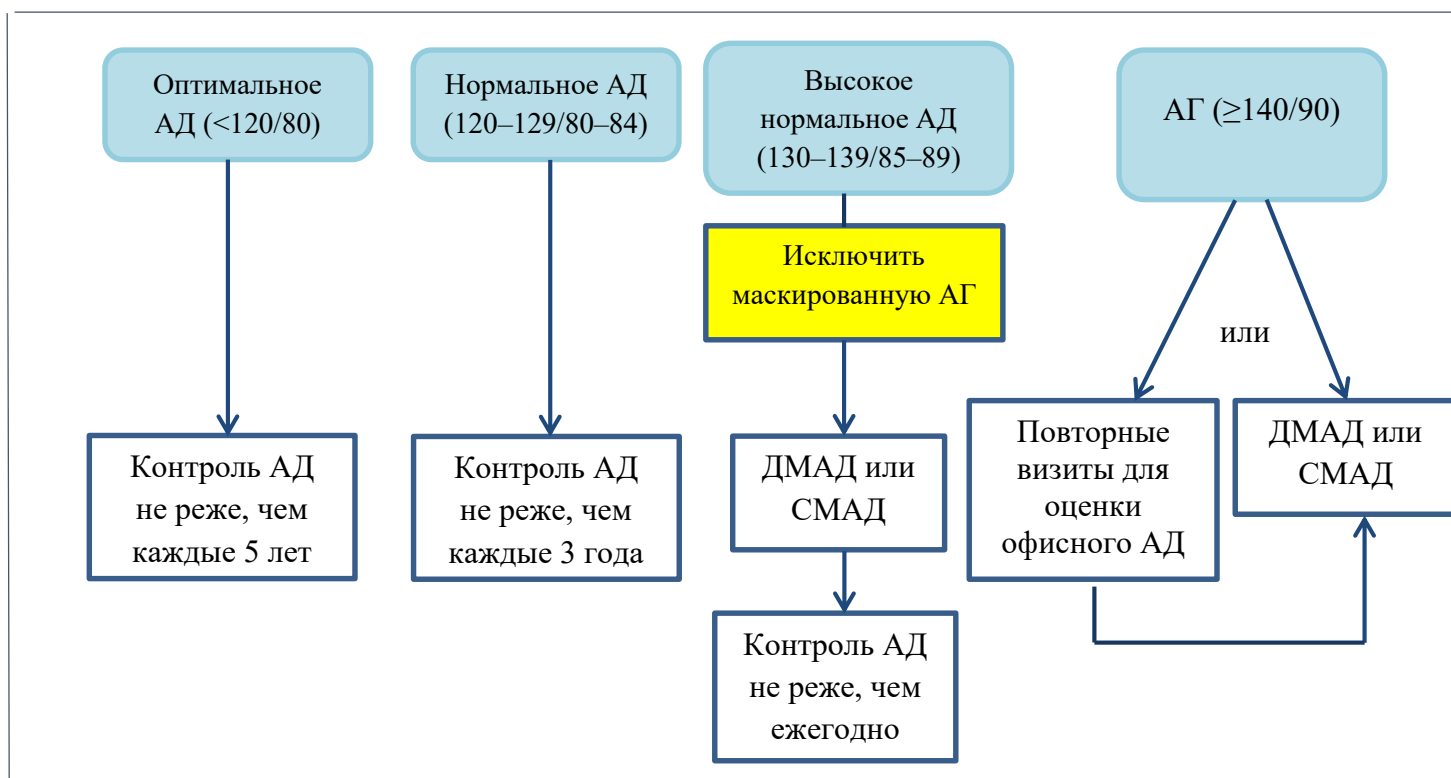 Оптимальное
АД (<120/80)
Нормальное АД
(120–129/80–84)
Высокое
нормальное АД
(130–139/85–89)
АГ (≥140/90)
Исключить
маскированную АГ
или
Контроль АД
не реже, чем
каждые 5 лет
Контроль АД
не реже, чем
каждые 3 года
ДМАД или
СМАД
Повторные
визиты для
оценки
офисного АД
ДМАД или
СМАД
Контроль АД
не реже, чем
ежегодно